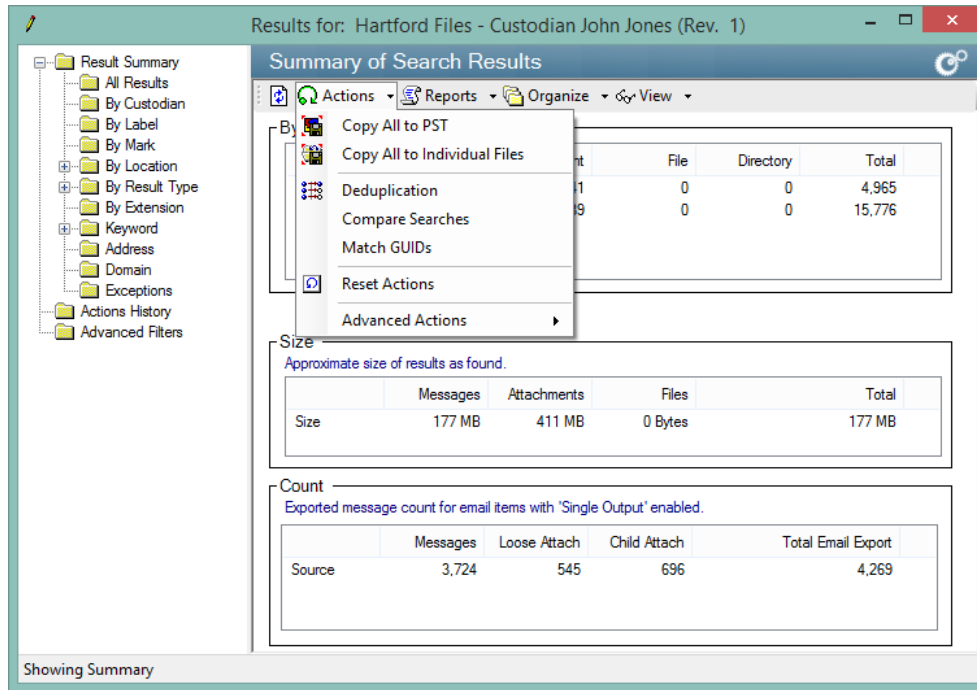 Results for: Hartford Files - Custodian John Jones (Rev. 1)
Result Summary
All Results
By Custodian
By Label
By Mark
By Location
By Result Type
By Extension
Keyword
Address
Domain
Exceptions
Actions History
Advanced Filters
Summary of Search Results
Actions Reports Organize View
Copy All to PST
Copy All to Individual Files
Deduplication
Compare Searches
Match GUIDs
Reset Actions
Advanced Actions
By
File Directory Total
0 0 4,965
0 0 15,776
Size
Approximate size of results as found.
Messages Attachments Files Total
Size 177 MB 411 MB 0 Bytes 177 MB
Count
Exported message count for email items with 'Single Output' enabled.
Messages Loose Attach Child Attach Total Email Export
Source 3,724 545 696 4,269
Showing Summary